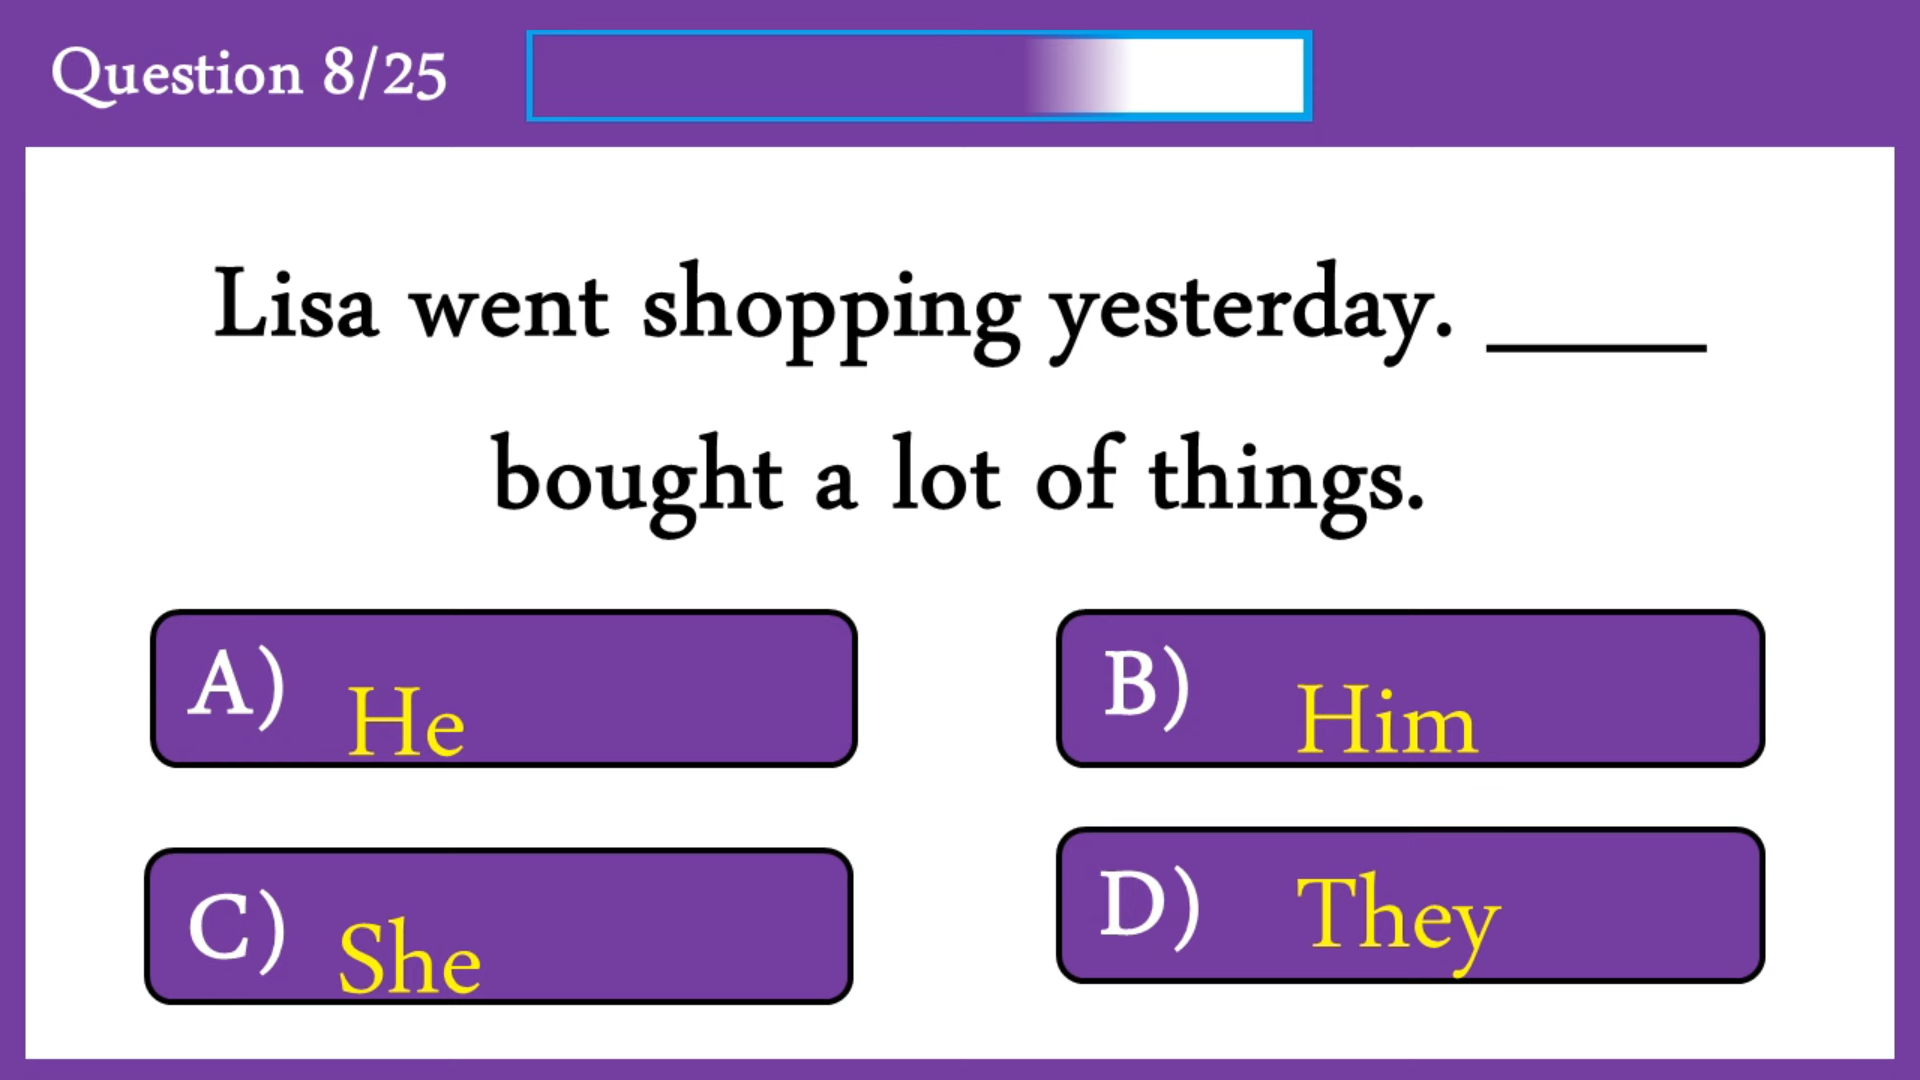 Question 8/25
Lisa went shopping yesterday. ____
bought a lot of things.
A) He
B) Him
C) She
D) They